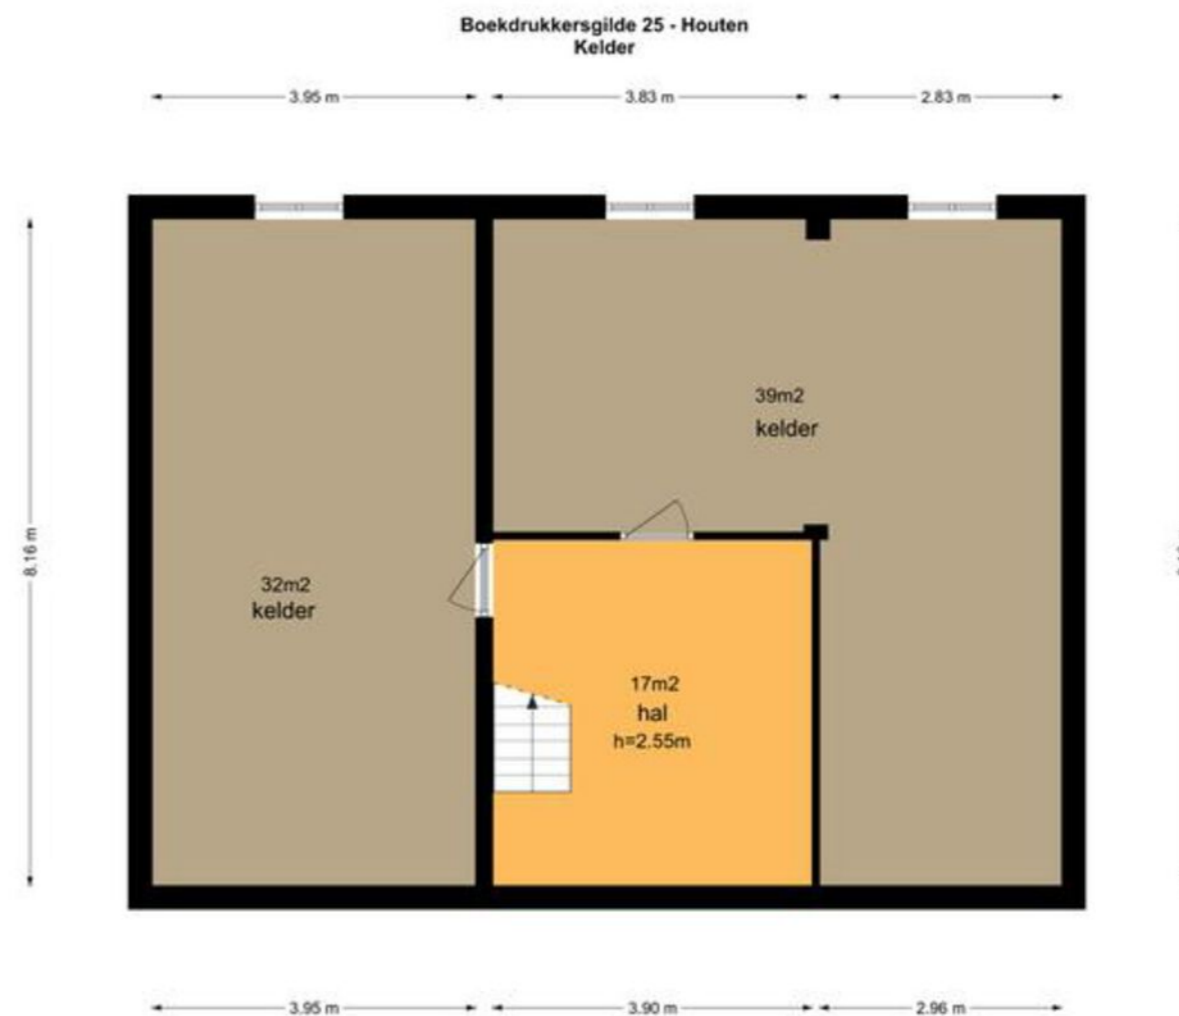 Boekdrukkersgilde 25 - Houten
Kelder
3.95 m
3.83 m
2.83 m
39m2
kelder
8.16 m
32m2
kelder
17m2
hal
h=2.55m
3.95 m
3.90 m
2.96 m